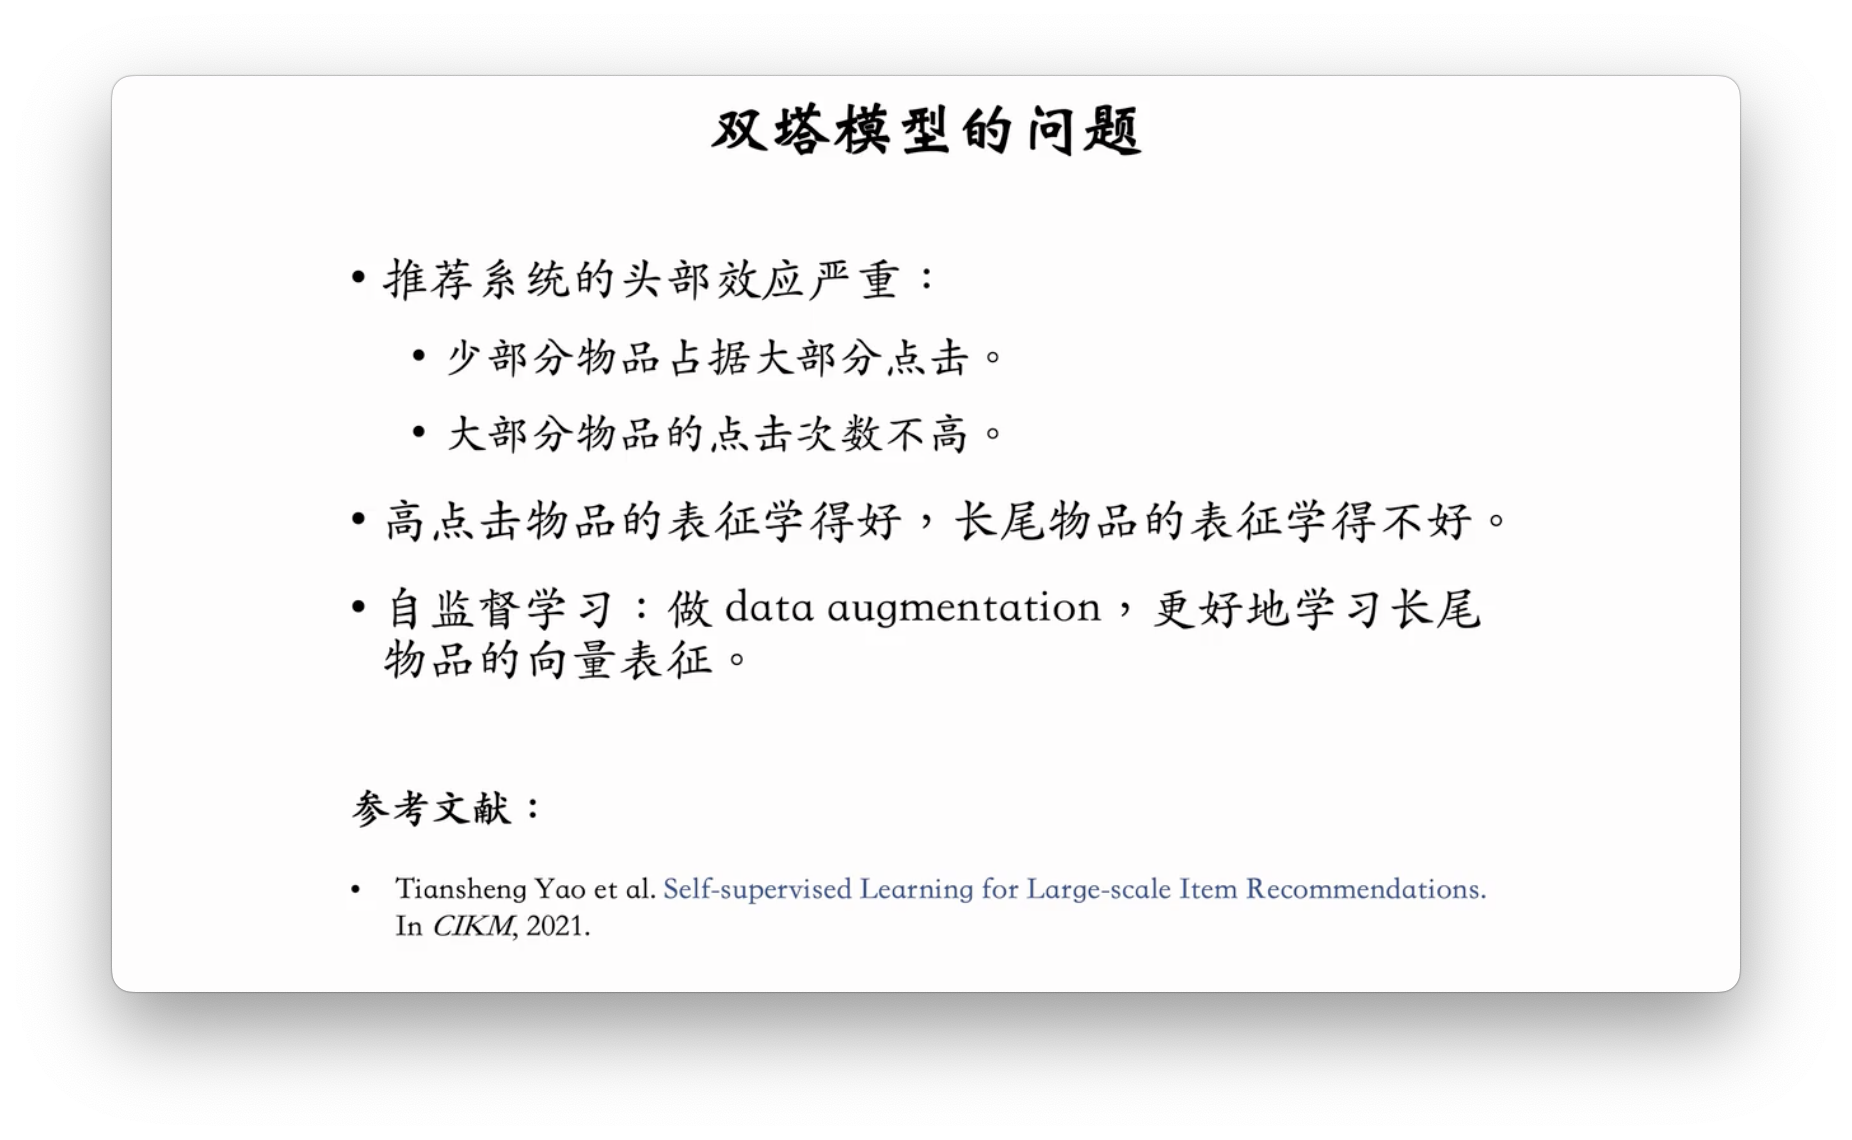 双塔模型的问题
• 推荐系统的头部效应严重：
• 少部分物品占据大部分点击。
• 大部分物品的点击次数不高。
• 高点击物品的表征学得好，长尾物品的表征学得不好。
• 自监督学习：做 data augmentation，更好地学习长尾
物品的向量表征。
参考文献：
• Tiansheng Yao et al. Self-supervised Learning for Large-scale Item Recommendations.
In CIKM, 2021.